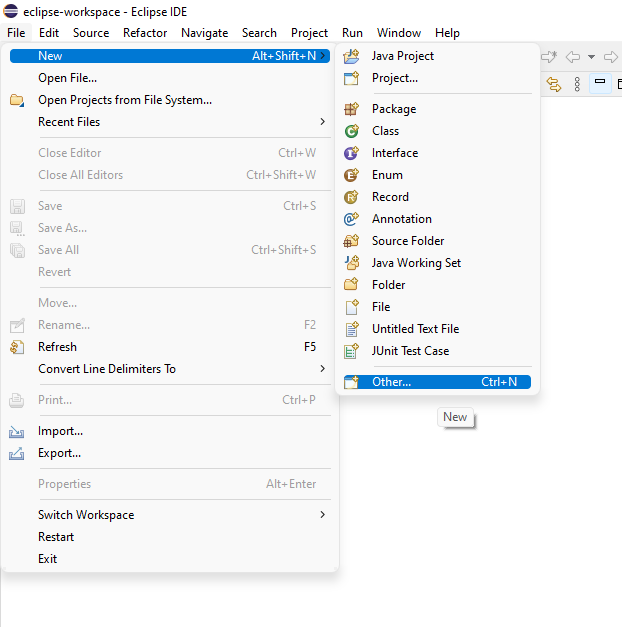 eclipse-workspace - Eclipse IDE
File Edit Source Refactor Navigate Search Project Run Window Help
New Alt+Shift+N
Open File...
Open Projects from File System...
Recent Files
Close Editor Ctrl+W
Close All Editors Ctrl+Shift+W
Save Ctrl+S
Save As...
Save All Ctrl+Shift+S
Revert
Move...
Rename... F2
Refresh F5
Convert Line Delimiters To
Print... Ctrl+P
Import...
Export...
Properties Alt+Enter
Switch Workspace
Restart
Exit
Java Project
Project...
Package
Class
Interface
Enum
Record
Annotation
Source Folder
Java Working Set
Folder
File
Untitled Text File
JUnit Test Case
Other... Ctrl+N
New